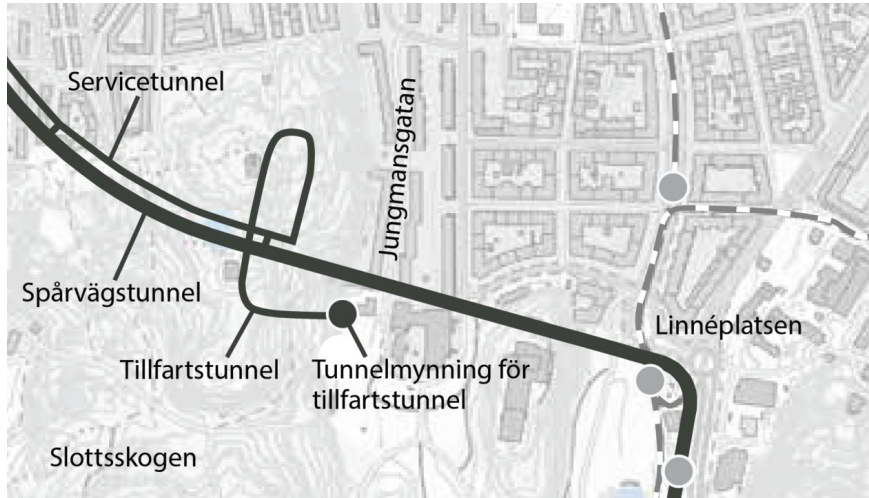 Servicetunnel
Jungmansgatan
Spårvägstunnel
Linnéplatsen
Tillfartstunnel
Tunnelmynning för
tillfartstunnel
Slottsskogen